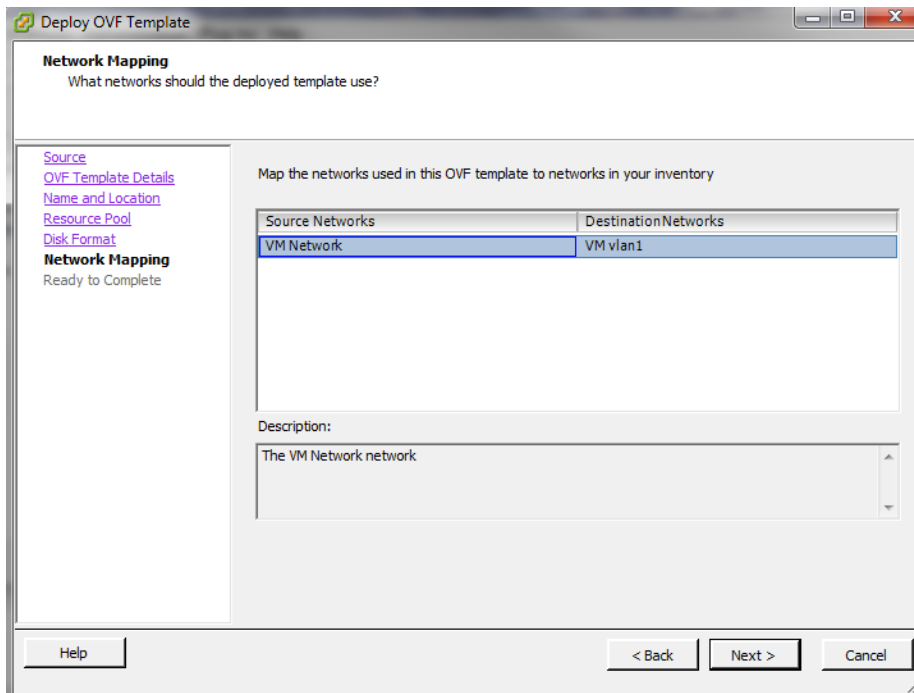 Deploy OVF Template
Network Mapping
What networks should the deployed template use?
Source
OVF Template Details
Name and Location
Resource Pool
Disk Format
Network Mapping
Ready to Complete
Map the networks used in this OVF template to networks in your inventory
Source Networks DestinationNetworks
VM Network VM vlan1
Description:
The VM Network network
Help < Back Next > Cancel